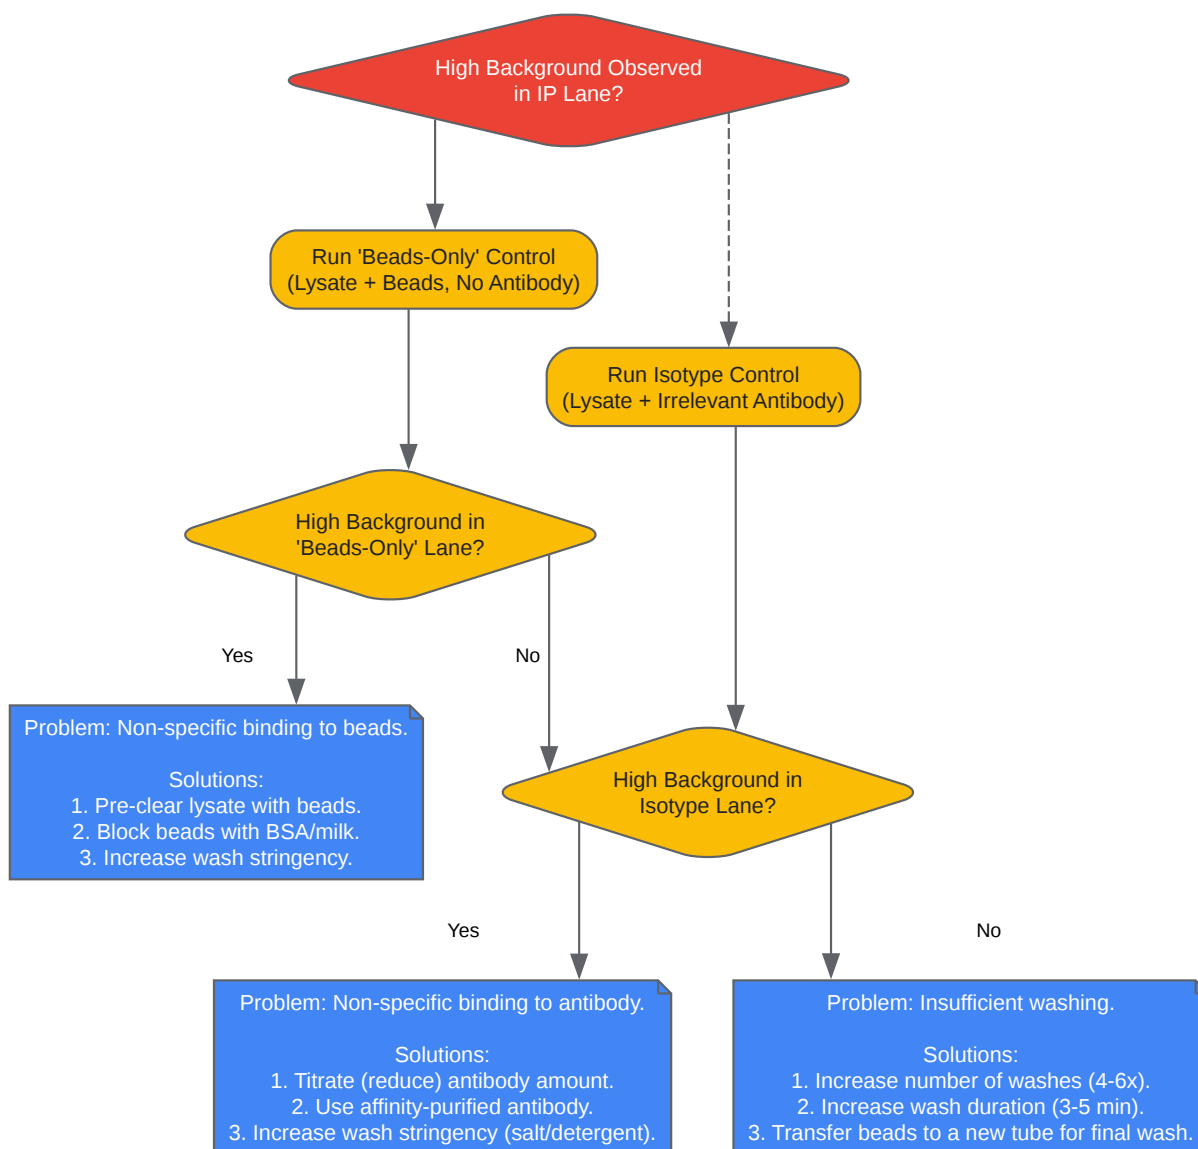 High Background Observed
in IP Lane?
Run 'Beads-Only' Control
(Lysate + Beads, No Antibody)
Run Isotype Control
(Lysate + Irrelevant Antibody)
High Background in
'Beads-Only' Lane?
Yes
No
Problem: Non-specific binding to beads.
Solutions:
1. Pre-clear lysate with beads.
2. Block beads with BSA/milk.
3. Increase wash stringency.
High Background in
Isotype Lane?
Yes
No
Problem: Non-specific binding to antibody.
Solutions:
1. Titrate (reduce) antibody amount.
2. Use affinity-purified antibody.
3. Increase wash stringency (salt/detergent).
Problem: Insufficient washing.
Solutions:
1. Increase number of washes (4-6x).
2. Increase wash duration (3-5 min).
3. Transfer beads to a new tube for final wash.